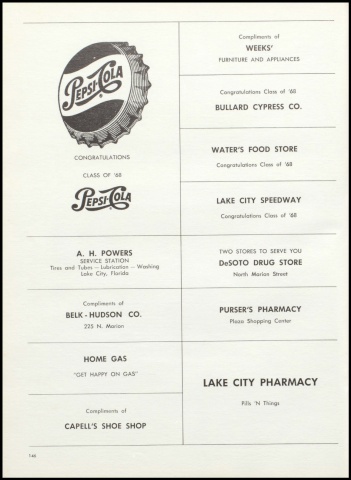 PEPSI-COLA
CONGRATULATIONS
CLASS OF '68
PEPSI-COLA
A. H. POWERS
SERVICE STATION
Tires and Tubes — Lubrication — Washing
Lake City, Florida
Compliments of
BELK - HUDSON CO.
225 N. Marion
HOME GAS
"GET HAPPY ON GAS"
Compliments of
CAPELL'S SHOE SHOP
Compliments of
WEEKS'
FURNITURE AND APPLIANCES
Congratulations Class of '68
BULLARD CYPRESS CO.
WATER'S FOOD STORE
Congratulations Class of '68
LAKE CITY SPEEDWAY
Congratulations Class of '68
TWO STORES TO SERVE YOU
DeSOTO DRUG STORE
North Marion Street
PURSER'S PHARMACY
Plaza Shopping Center
LAKE CITY PHARMACY
Pills 'N Things
146